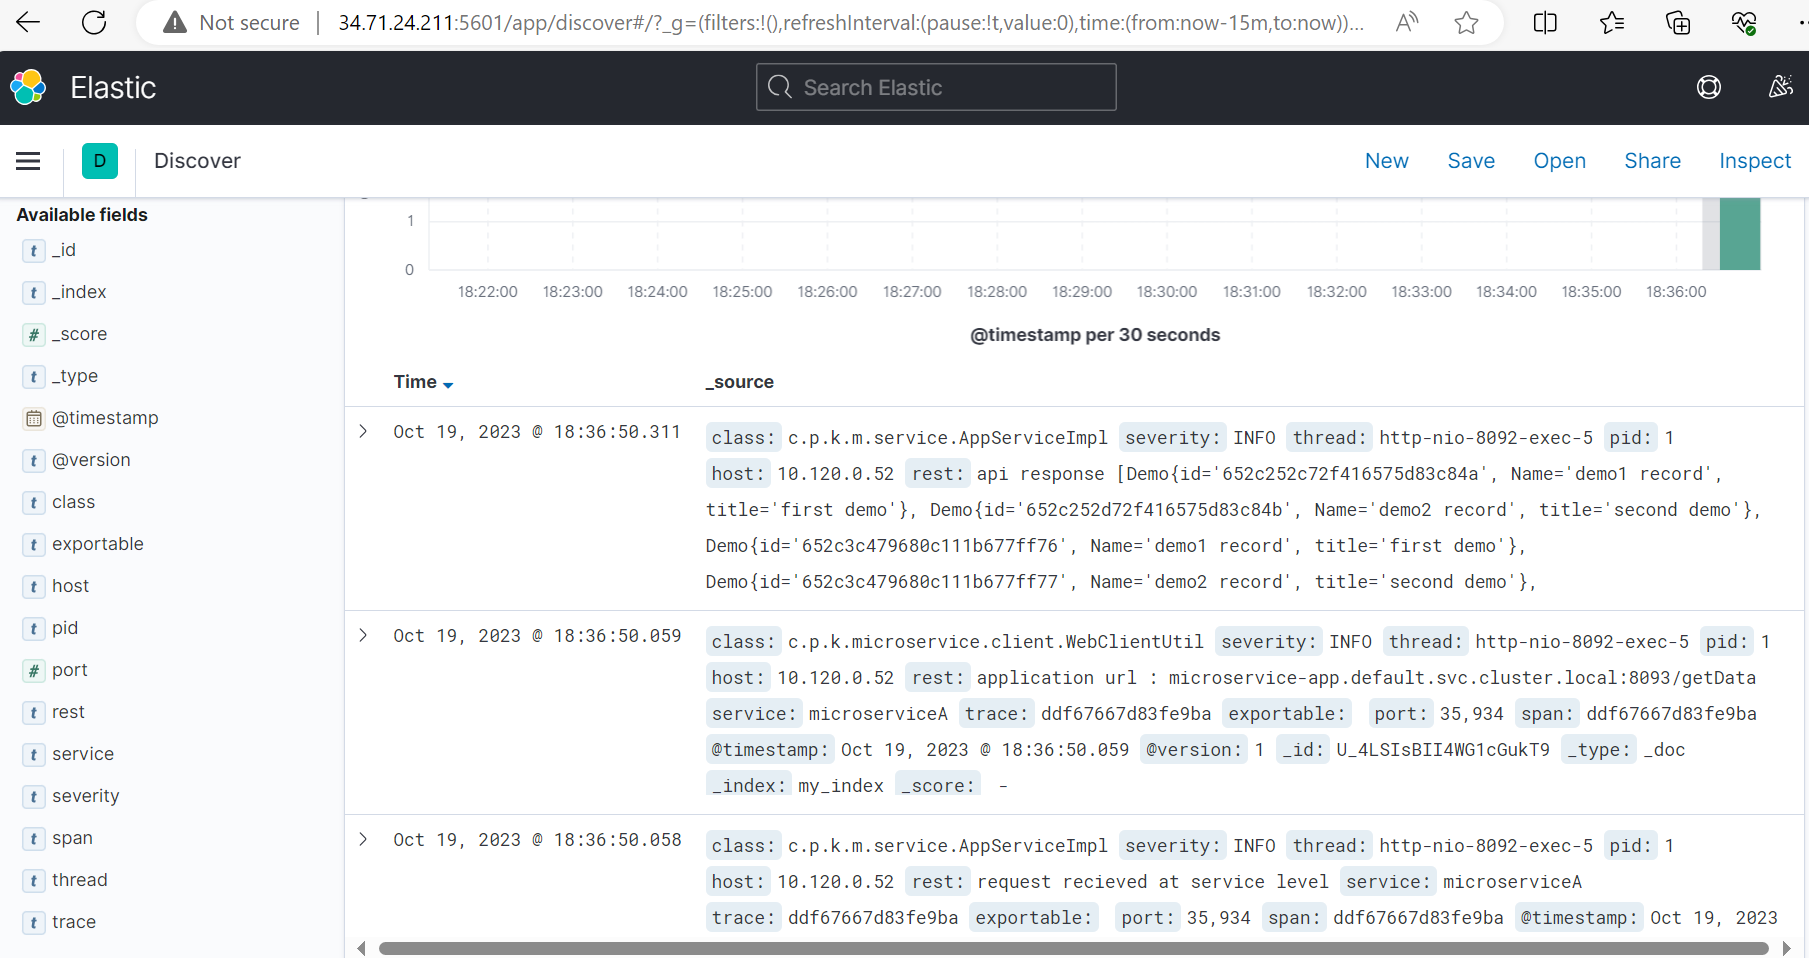 Not secure 34.71.24.211:5601/app/discover#/?_g=(filters:!(),refreshInterval:(pause:!t,value:0),time:(from:now-15m,to:now))...
Elastic
Search Elastic
D
Discover
New Save Open Share Inspect
Available fields
t _id
t _index
# _score
t _type
@timestamp
t @version
t class
t exportable
t host
t pid
# port
t rest
t service
t severity
t span
t thread
t trace
1
0
18:22:00 18:23:00 18:24:00 18:25:00 18:26:00 18:27:00 18:28:00 18:29:00 18:30:00 18:31:00 18:32:00 18:33:00 18:34:00 18:35:00 18:36:00
@timestamp per 30 seconds
Time _source
Oct 19, 2023 @ 18:36:50.311 class: c.p.k.m.service.AppServiceImpl severity: INFO thread: http-nio-8092-exec-5 pid: 1
host: 10.120.0.52 rest: api response [Demo{id='652c252c72f416575d83c84a', Name='demo1 record',
title='first demo'}, Demo{id='652c252d72f416575d83c84b', Name='demo2 record', title='second demo'},
Demo{id='652c3c479680c111b677ff76', Name='demo1 record', title='first demo'},
Demo{id='652c3c479680c111b677ff77', Name='demo2 record', title='second demo'},
Oct 19, 2023 @ 18:36:50.059 class: c.p.k.microservice.client.WebClientUtil severity: INFO thread: http-nio-8092-exec-5 pid: 1
host: 10.120.0.52 rest: application url : microservice-app.default.svc.cluster.local:8093/getData
service: microserviceA trace: ddf67667d83fe9ba exportable: port: 35,934 span: ddf67667d83fe9ba
@timestamp: Oct 19, 2023 @ 18:36:50.059 @version: 1 _id: U_4LSIsBII4WG1cGukT9 _type: _doc
_index: my_index _score: -
Oct 19, 2023 @ 18:36:50.058 class: c.p.k.m.service.AppServiceImpl severity: INFO thread: http-nio-8092-exec-5 pid: 1
host: 10.120.0.52 rest: request recieved at service level service: microserviceA
trace: ddf67667d83fe9ba exportable: port: 35,934 span: ddf67667d83fe9ba @timestamp: Oct 19, 2023